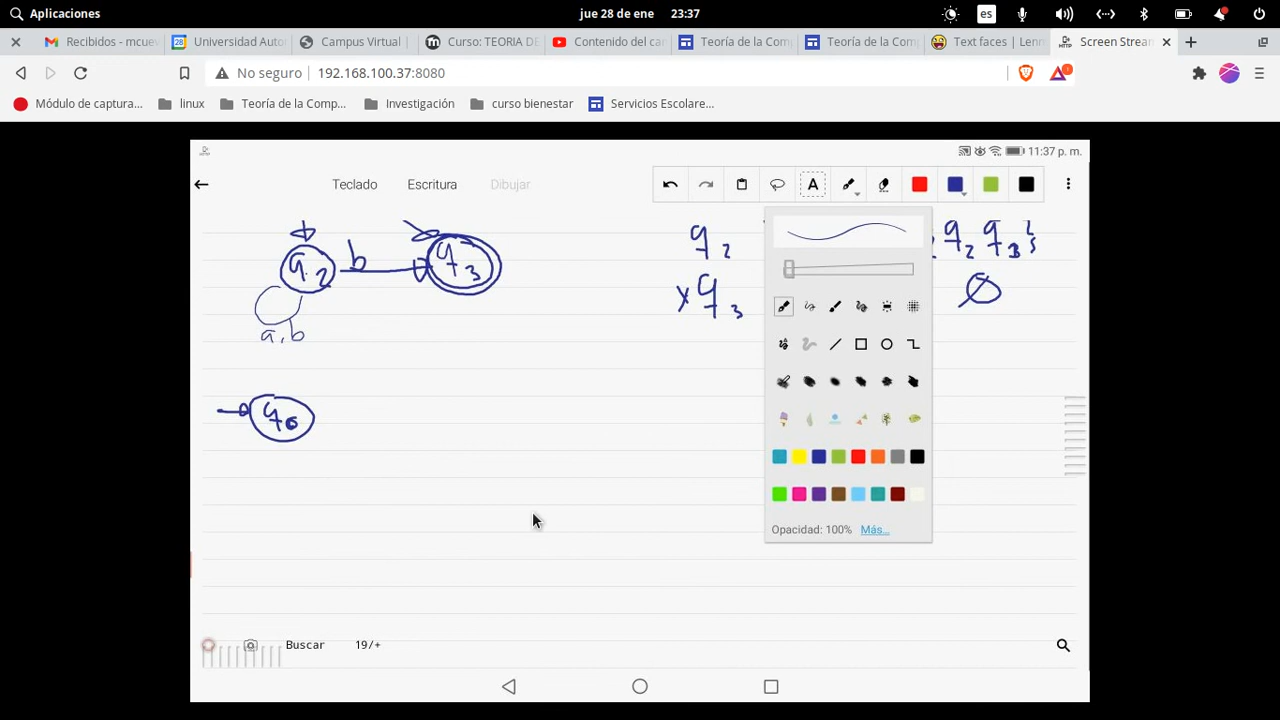 Aplicaciones jue 28 de ene 23:37 es
Recibidos - mcuev Universidad Auto Campus Virtual Curso: TEORIA DE Contenido del ca Teoría de la Com Teoría de la Com Text faces | Lenn Screen Stream
No seguro 192.168.100.37:8080
Módulo de captura... linux Teoría de la Comp... Investigación curso bienestar Servicios Escolare...
11:37 p. m.
Teclado Escritura Dibujar A
q2 b q3 q2 q2 q3
a,b x q3 ∅
q0
Opacidad: 100% Más...
Buscar 19/+